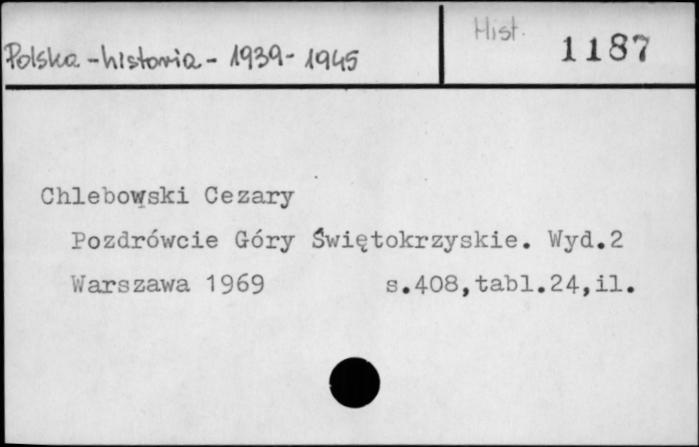 Polska - historia - 1939 - 1945
Hist. 1187
Chlebowski Cezary
Pozdrówcie Góry Świętokrzyskie. Wyd.2
Warszawa 1969 s.408,tabl.24,il.